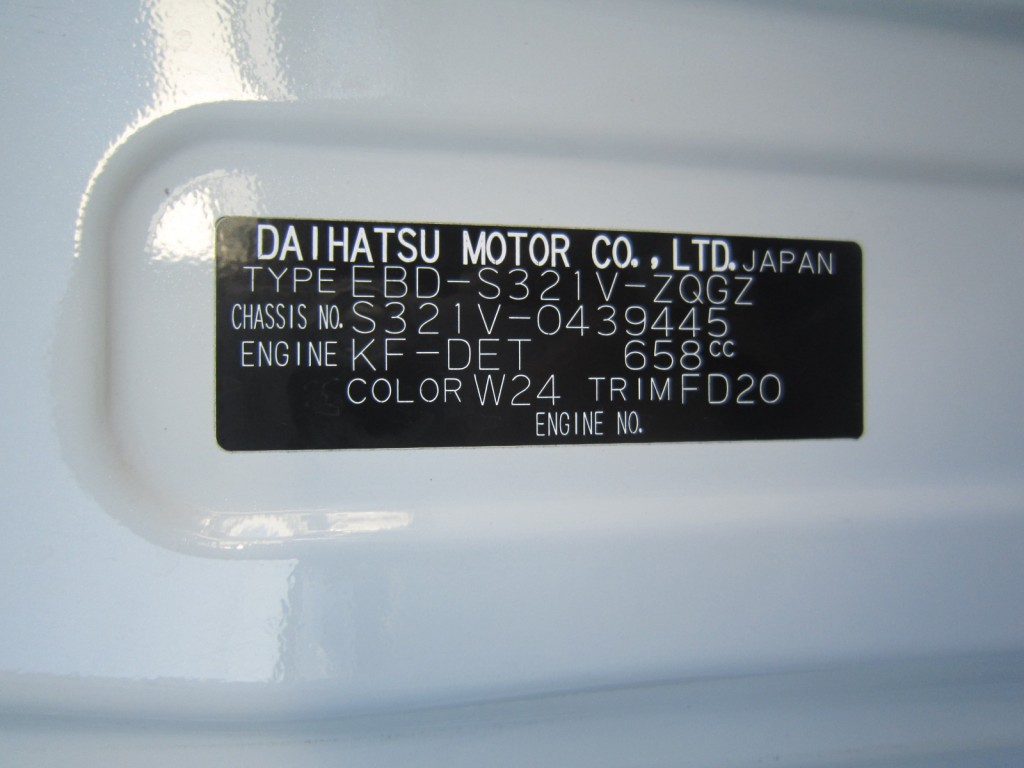 DAIHATSU MOTOR CO., LTD. JAPAN
TYPE EBD-S321V-ZQGZ
CHASSIS NO. S321V-0439445
ENGINE KF-DET 658cc
COLOR W24 TRIM FD20
ENGINE NO.